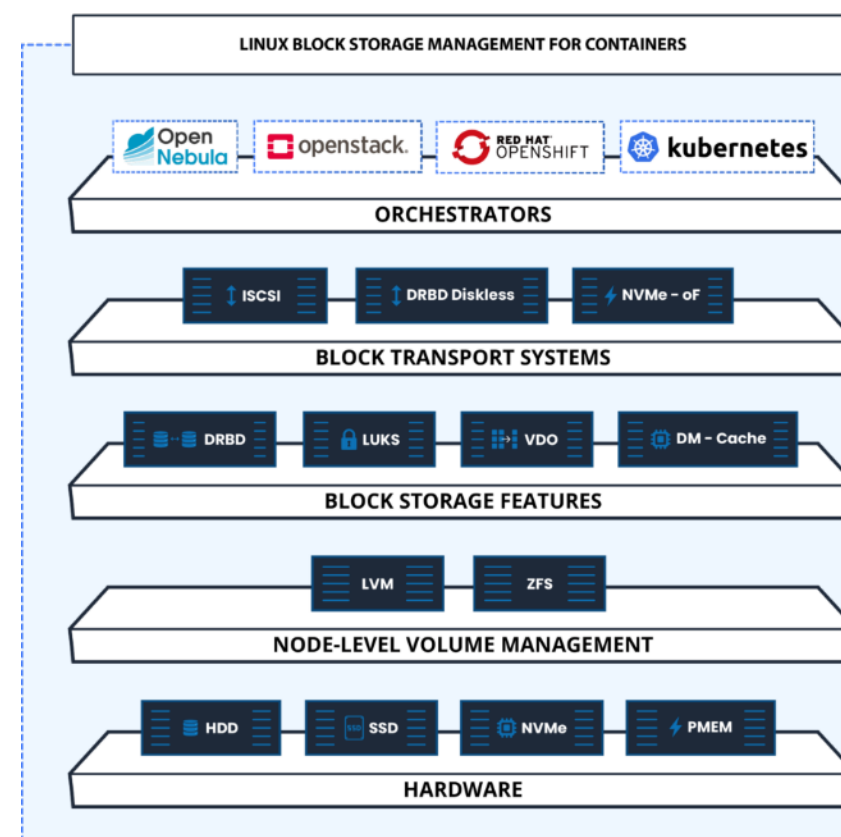 LINUX BLOCK STORAGE MANAGEMENT FOR CONTAINERS
Open
Nebula
openstack.
RED HAT
OPENSHIFT
kubernetes
ORCHESTRATORS
ISCSI
DRBD Diskless
NVMe - oF
BLOCK TRANSPORT SYSTEMS
DRBD
LUKS
VDO
DM - Cache
BLOCK STORAGE FEATURES
LVM
ZFS
NODE-LEVEL VOLUME MANAGEMENT
HDD
SSD
SSD
NVMe
PMEM
HARDWARE